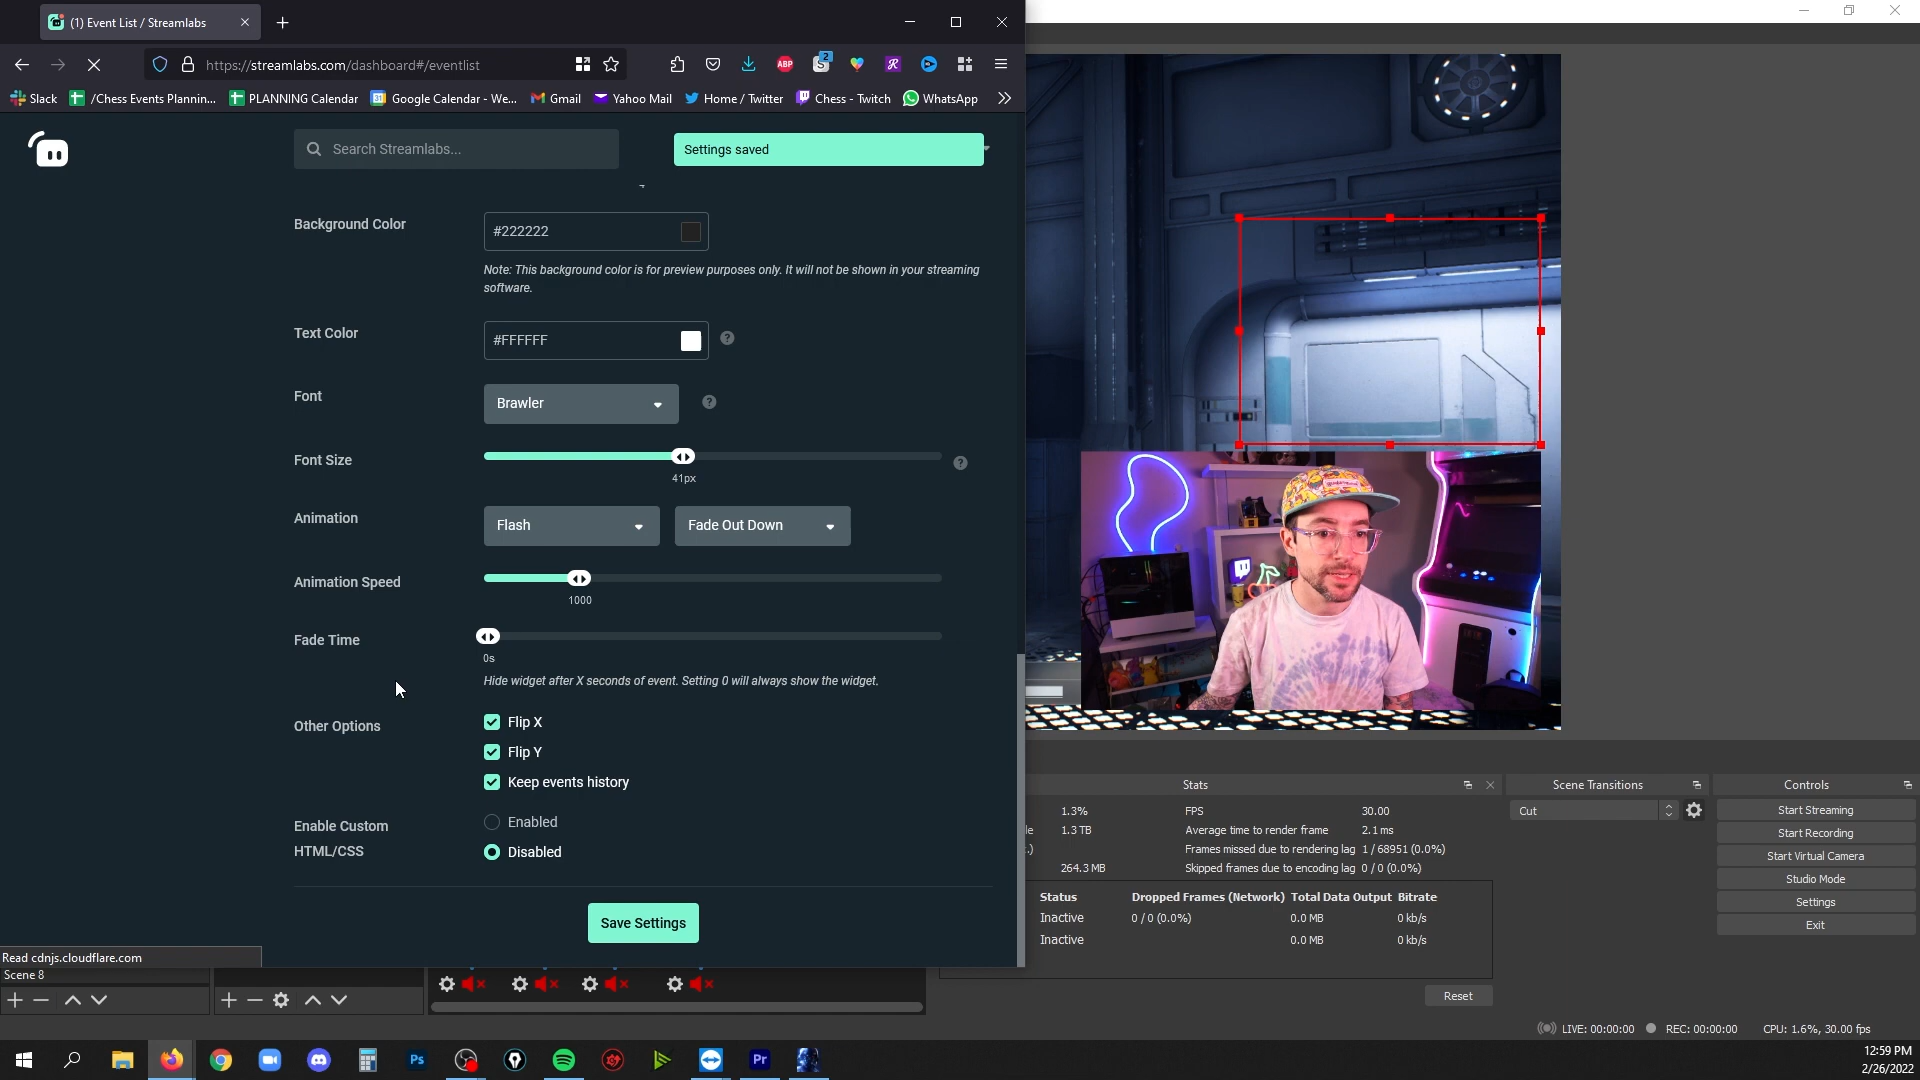 (1) Event List / Streamlabs
https://streamlabs.com/dashboard#/eventlist
ABP
2
Slack
/Chess Events Plannin...
PLANNING Calendar
31
Google Calendar - We...
Gmail
Yahoo Mail
Home / Twitter
Chess - Twitch
WhatsApp
Search Streamlabs...
Settings saved
Background Color
#222222
Note: This background color is for preview purposes only. It will not be shown in your streaming
software.
Text Color
#FFFFFF
Font
Brawler
Font Size
41px
Animation
Flash
Fade Out Down
Animation Speed
1000
Fade Time
0s
Hide widget after X seconds of event. Setting 0 will always show the widget.
Other Options
Flip X
Flip Y
Keep events history
Enable Custom
HTML/CSS
Enabled
Disabled
Save Settings
Read cdnjs.cloudflare.com
Scene 8
Stats
Scene Transitions
Controls
1.3%
FPS
30.00
Cut
Start Streaming
le
1.3 TB
Average time to render frame
2.1 ms
Start Recording
.)
Frames missed due to rendering lag
1 / 68951 (0.0%)
Start Virtual Camera
264.3 MB
Skipped frames due to encoding lag
0 / 0 (0.0%)
Studio Mode
Status
Dropped Frames (Network)
Total Data Output
Bitrate
Settings
Inactive
0 / 0 (0.0%)
0.0 MB
0 kb/s
Exit
Inactive
0.0 MB
0 kb/s
Reset
LIVE: 00:00:00
REC: 00:00:00
CPU: 1.6%, 30.00 fps
Ps
Pr
12:59 PM
2/26/2022